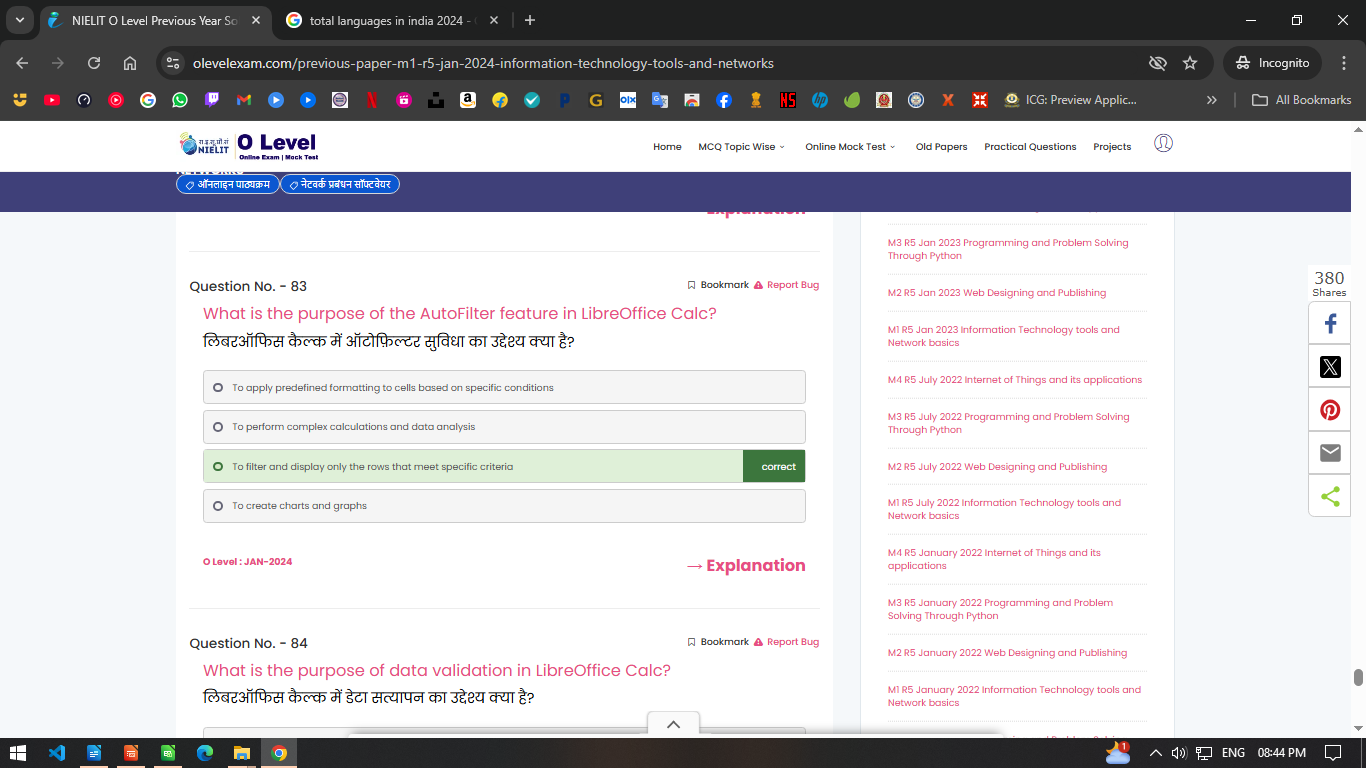 NIELIT O Level Previous Year So
total languages in india 2024 -
olevelexam.com/previous-paper-m1-r5-jan-2024-information-technology-tools-and-networks
Incognito
ICG: Preview Applic...
All Bookmarks
रा.इ.सू.प्रौ.सं
NIELIT
O Level
Online Exam | Mock Test
Home
MCQ Topic Wise
Online Mock Test
Old Papers
Practical Questions
Projects
ऑनलाइन पाठ्यक्रम
नेटवर्क प्रबंधन सॉफ्टवेयर
Explanation
Question No. - 83
Bookmark
Report Bug
What is the purpose of the AutoFilter feature in LibreOffice Calc?
लिबरऑफिस कैल्क में ऑटोफ़िल्टर सुविधा का उद्देश्य क्या है?
To apply predefined formatting to cells based on specific conditions
To perform complex calculations and data analysis
To filter and display only the rows that meet specific criteria
correct
To create charts and graphs
O Level : JAN-2024
→ Explanation
Question No. - 84
Bookmark
Report Bug
What is the purpose of data validation in LibreOffice Calc?
लिबरऑफिस कैल्क में डेटा सत्यापन का उद्देश्य क्या है?
M3 R5 Jan 2023 Programming and Problem Solving
Through Python
M2 R5 Jan 2023 Web Designing and Publishing
M1 R5 Jan 2023 Information Technology tools and
Network basics
M4 R5 July 2022 Internet of Things and its applications
M3 R5 July 2022 Programming and Problem Solving
Through Python
M2 R5 July 2022 Web Designing and Publishing
M1 R5 July 2022 Information Technology tools and
Network basics
M4 R5 January 2022 Internet of Things and its
applications
M3 R5 January 2022 Programming and Problem
Solving Through Python
M2 R5 January 2022 Web Designing and Publishing
M1 R5 January 2022 Information Technology tools and
Network basics
380
Shares
1
ENG
08:44 PM